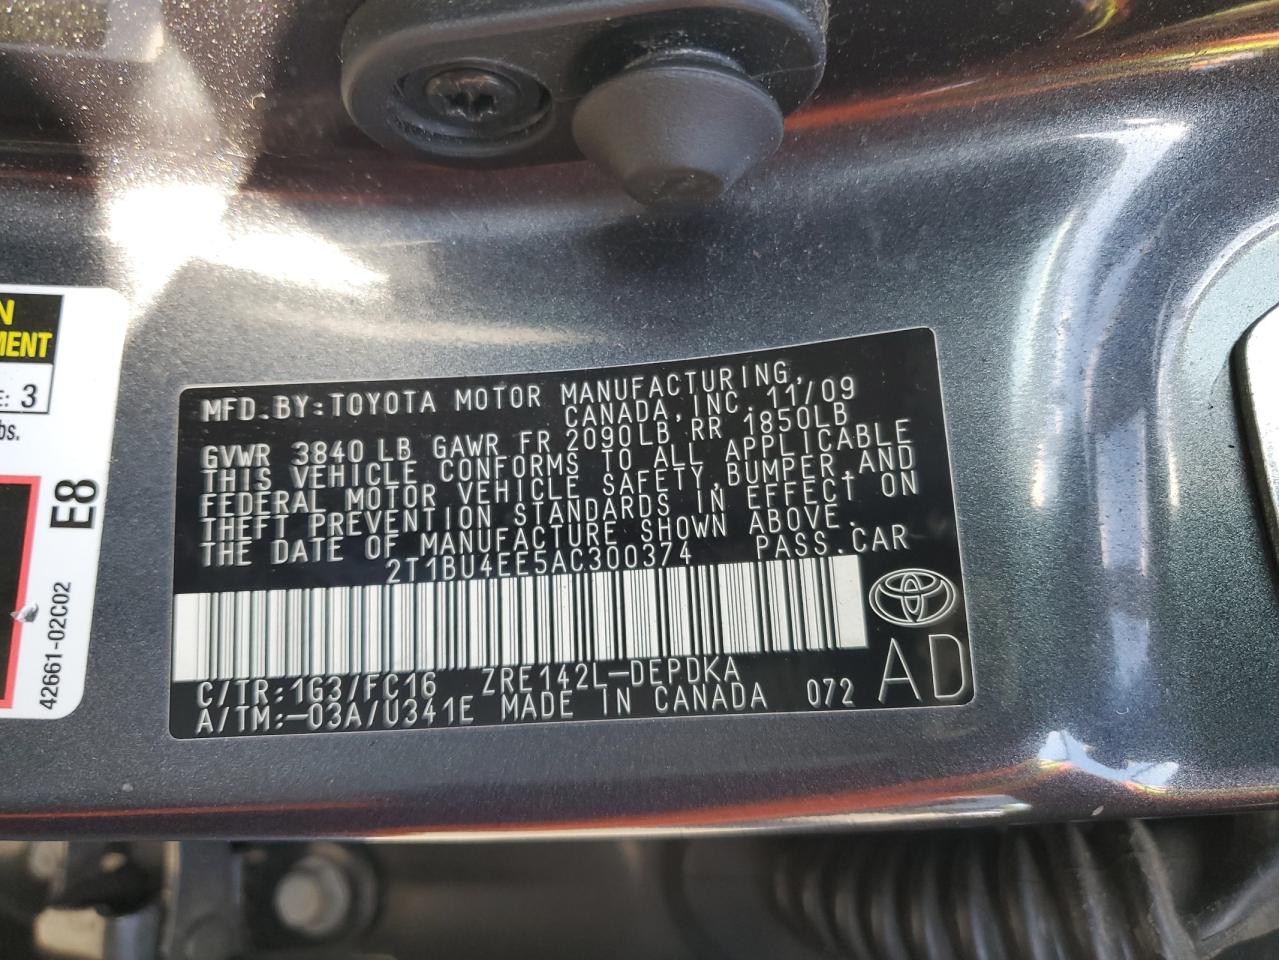 N
MENT
E: 3
bs.
E8
42661-02C02
MFD.BY:TOYOTA MOTOR MANUFACTURING,
CANADA,INC.11/09
GVWR 3840 LB GAWR FR 2090LB RR 1850LB
THIS VEHICLE CONFORMS TO ALL APPLICABLE
FEDERAL MOTOR VEHICLE SAFETY,BUMPER,AND
THEFT PREVENTION STANDARDS IN EFFECT ON
THE DATE OF MANUFACTURE SHOWN ABOVE.
2T1BU4EE5AC300374 PASS.CAR
C/TR:1G3/FC16 ZRE142L-DEPDKA
A/TM:-03A/U341E MADE IN CANADA 072 AD